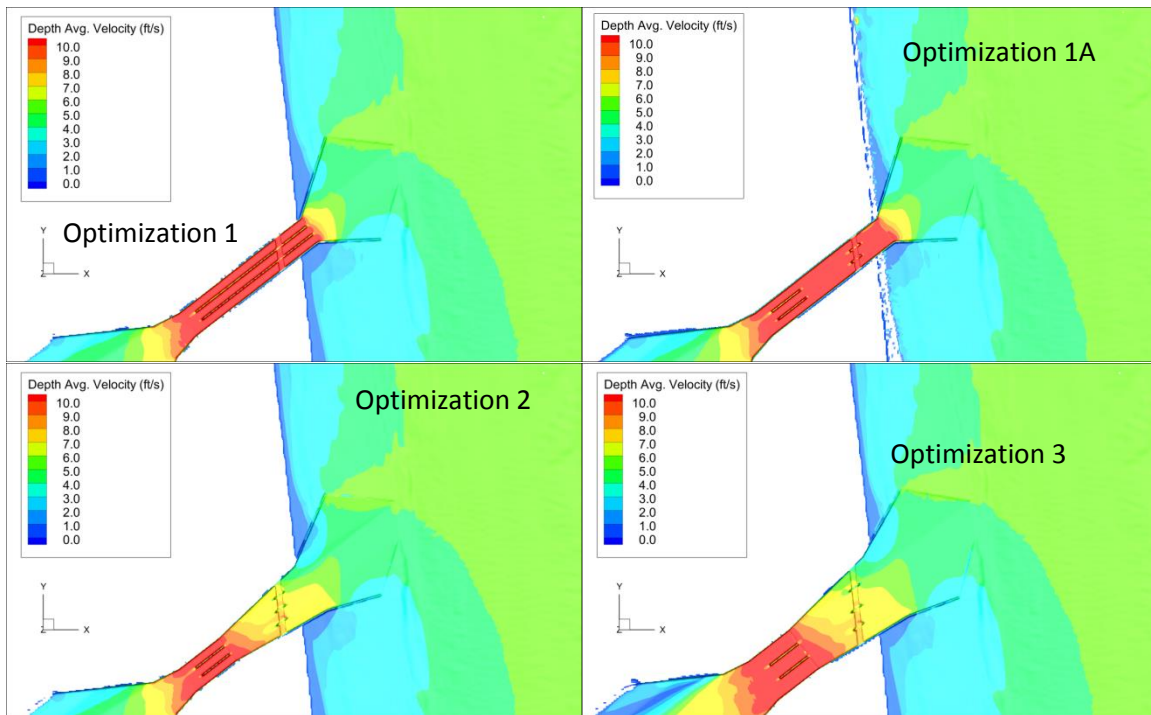 Depth Avg. Velocity (ft/s)
10.0
9.0
8.0
7.0
6.0
5.0
4.0
3.0
2.0
1.0
0.0
Optimization 1
Y
Z
X
Depth Avg. Velocity (ft/s)
10.0
9.0
8.0
7.0
6.0
5.0
4.0
3.0
2.0
1.0
0.0
Optimization 1A
Y
Z
X
Depth Avg. Velocity (ft/s)
10.0
9.0
8.0
7.0
6.0
5.0
4.0
3.0
2.0
1.0
0.0
Optimization 2
Y
Z
X
Depth Avg. Velocity (ft/s)
10.0
9.0
8.0
7.0
6.0
5.0
4.0
3.0
2.0
1.0
0.0
Optimization 3
Y
Z
X